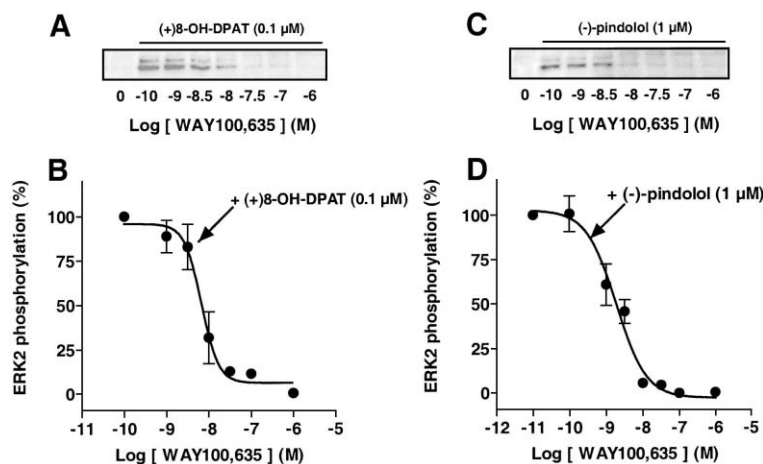 A
(+)8-OH-DPAT (0.1 µM)
0 -10 -9 -8.5 -8 -7.5 -7 -6
Log [ WAY100,635 ] (M)
B
+ (+)8-OH-DPAT (0.1 µM)
ERK2 phosphorylation (%)
100
75
50
25
0
-11 -10 -9 -8 -7 -6 -5
Log [ WAY100,635 ] (M)
C
(-)-pindolol (1 µM)
0 -10 -9 -8.5 -8 -7.5 -7 -6
Log [ WAY100,635 ] (M)
D
+ (-)-pindolol (1 µM)
ERK2 phosphorylation (%)
100
75
50
25
0
-12 -11 -10 -9 -8 -7 -6 -5
Log [ WAY100,635 ] (M)